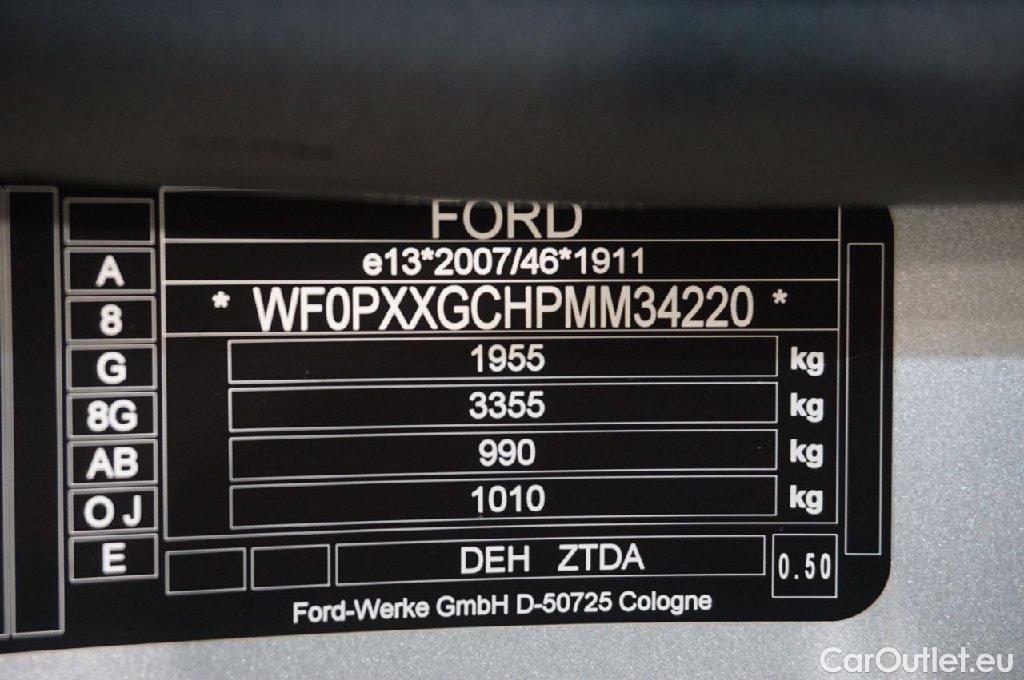 FORD
e13*2007/46*1911
* WF0PXXGCHPMM34220 *
A
8
G
8G
AB
OJ
E
1955 kg
3355 kg
990 kg
1010 kg
DEH ZTDA
0.50
Ford-Werke GmbH D-50725 Cologne
CarOutlet.eu